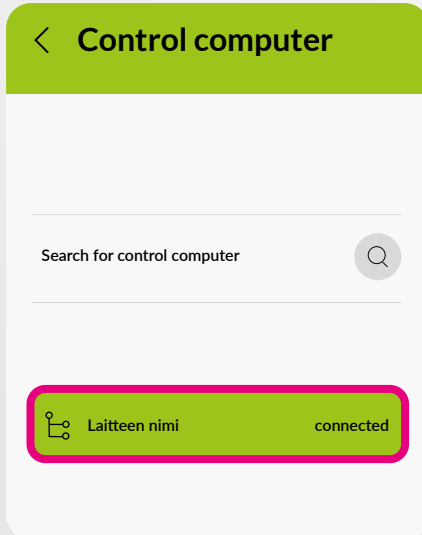 Control computer
Search for control computer
Laitteen nimi connected